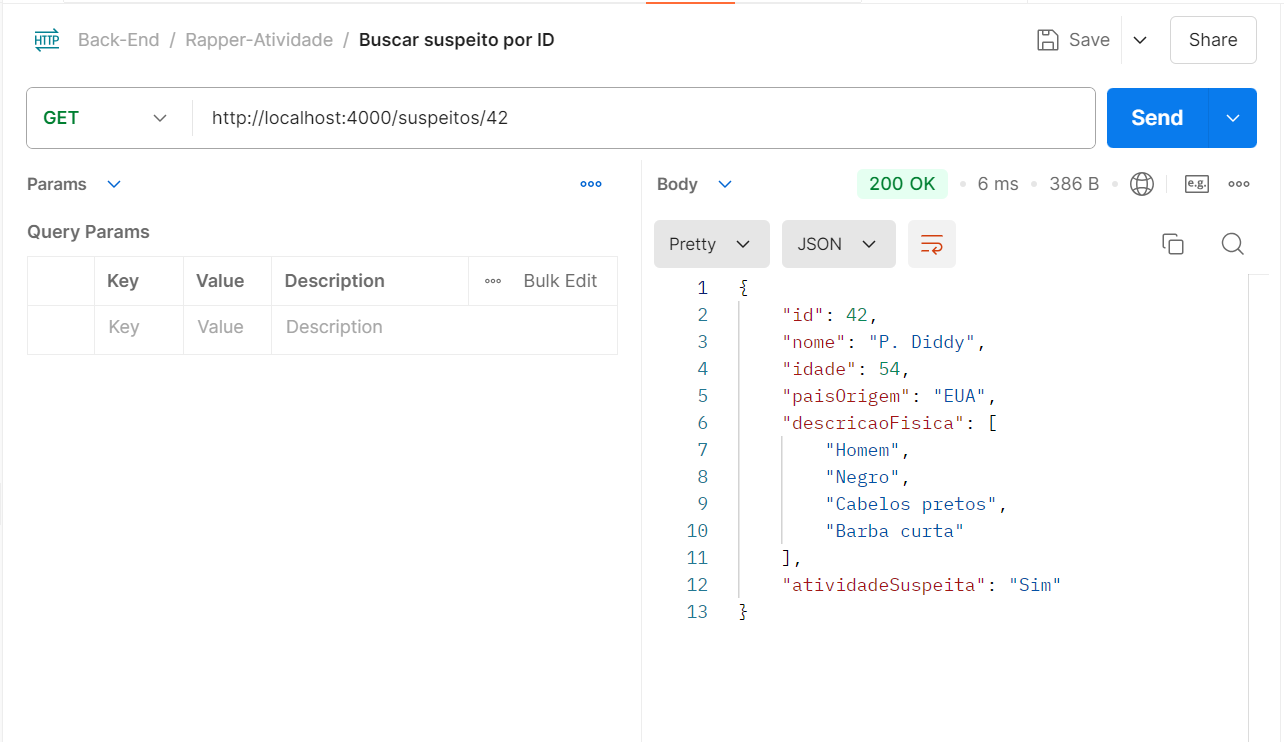 HTTP Back-End / Rapper-Atividade / Buscar suspeito por ID Save Share
GET http://localhost:4000/suspeitos/42 Send
Params
Query Params
Key Value Description Bulk Edit
Key Value Description
Body 200 OK 6 ms 386 B e.g.
Pretty JSON
1 {
2 "id": 42,
3 "nome": "P. Diddy",
4 "idade": 54,
5 "paisOrigem": "EUA",
6 "descricaoFisica": [
7 "Homem",
8 "Negro",
9 "Cabelos pretos",
10 "Barba curta"
11 ],
12 "atividadeSuspeita": "Sim"
13 }